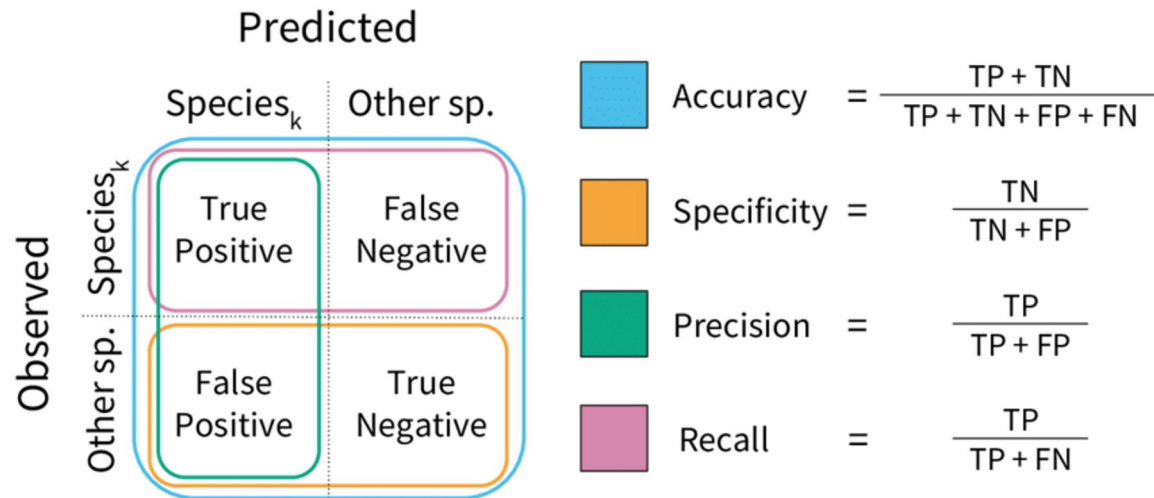 Predicted
Species_k
Other sp.
Observed
Species_k
Other sp.
True
Positive
False
Negative
False
Positive
True
Negative
Accuracy = TP + TN
TP + TN + FP + FN
Specificity = TN
TN + FP
Precision = TP
TP + FP
Recall = TP
TP + FN